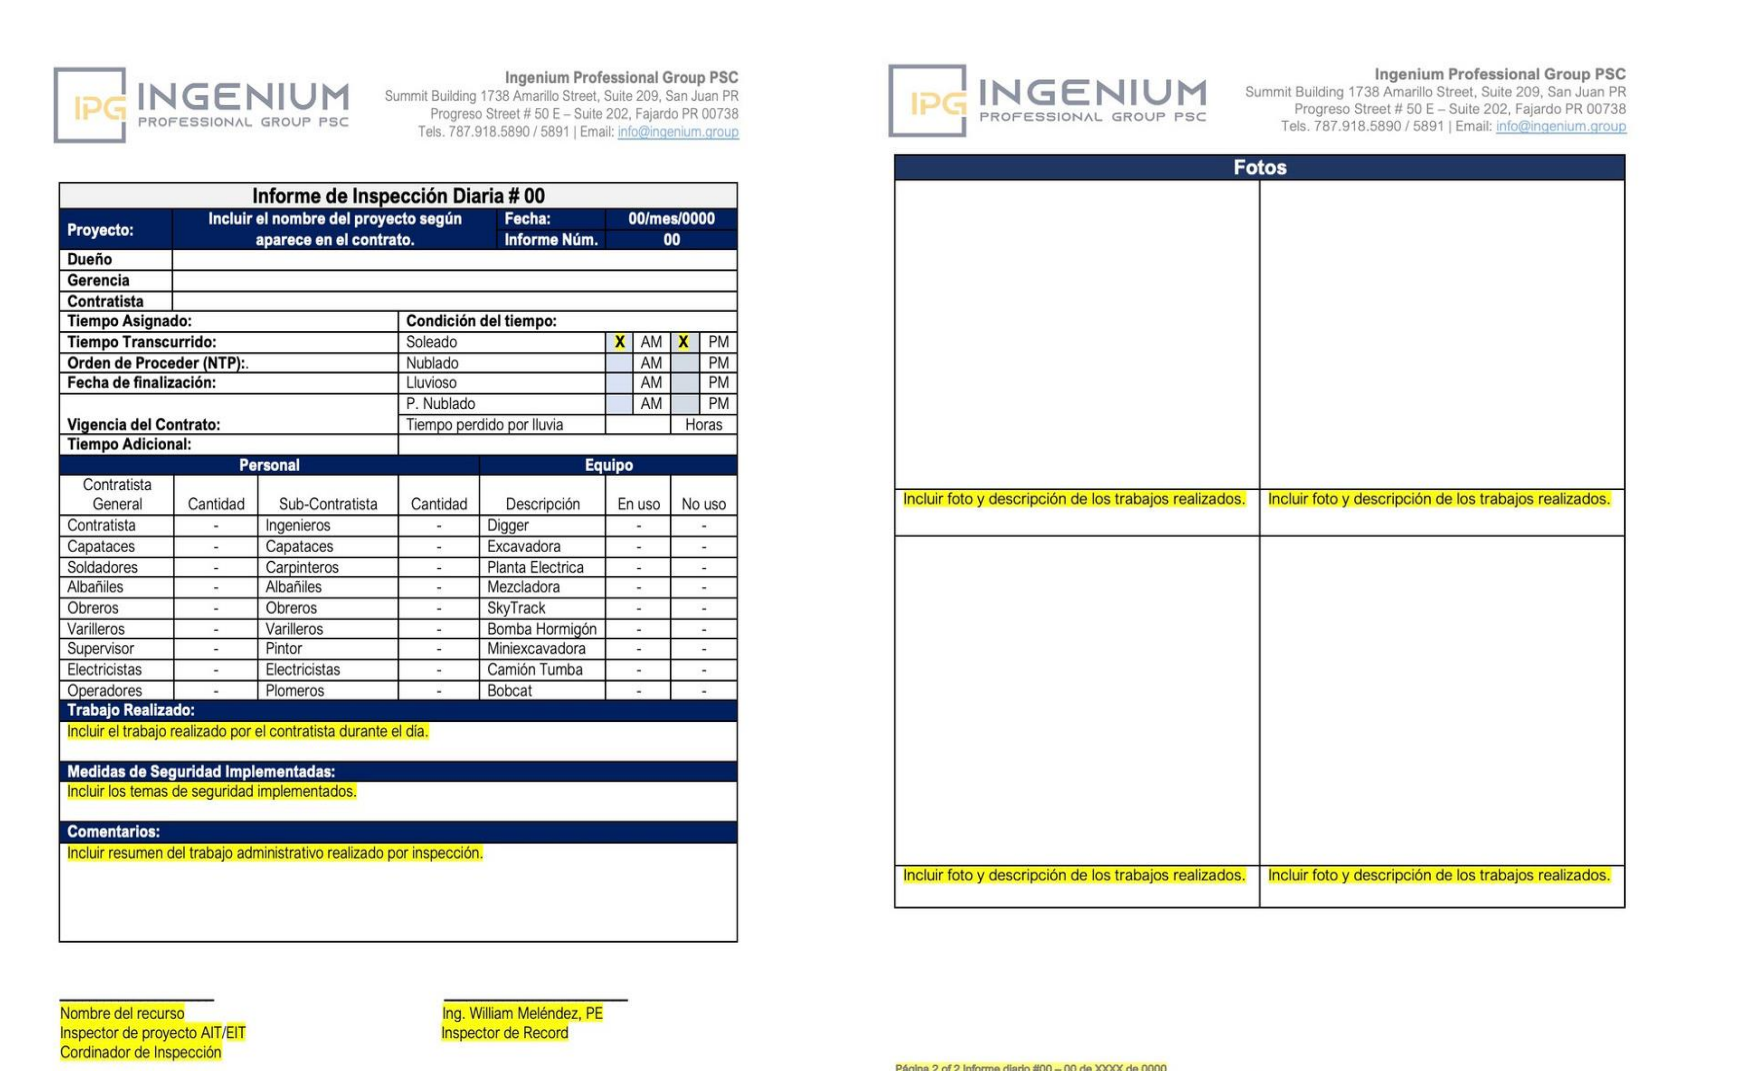 IPG INGENIUM
PROFESSIONAL GROUP PSC
Ingenium Professional Group PSC
Summit Building 1738 Amarillo Street, Suite 209, San Juan PR
Progreso Street # 50 E – Suite 202, Fajardo PR 00738
Tels. 787.918.5890 / 5891 | Email: info@ingenium.group
Informe de Inspección Diaria # 00
Proyecto:
Incluir el nombre del proyecto según
aparece en el contrato.
Fecha: 00/mes/0000
Informe Núm. 00
Dueño
Gerencia
Contratista
Tiempo Asignado: Condición del tiempo:
Tiempo Transcurrido: Soleado X AM X PM
Orden de Proceder (NTP):. Nublado AM PM
Fecha de finalización: Lluvioso AM PM
P. Nublado AM PM
Vigencia del Contrato: Tiempo perdido por lluvia Horas
Tiempo Adicional:
Personal Equipo
Contratista
General Cantidad Sub-Contratista Cantidad Descripción En uso No uso
Contratista - Ingenieros - Digger - -
Capataces - Capataces - Excavadora - -
Soldadores - Carpinteros - Planta Electrica - -
Albañiles - Albañiles - Mezcladora - -
Obreros - Obreros - SkyTrack - -
Varilleros - Varilleros - Bomba Hormigón - -
Supervisor - Pintor - Miniexcavadora - -
Electricistas - Electricistas - Camión Tumba - -
Operadores - Plomeros - Bobcat - -
Trabajo Realizado:
Incluir el trabajo realizado por el contratista durante el día.
Medidas de Seguridad Implementadas:
Incluir los temas de seguridad implementados.
Comentarios:
Incluir resumen del trabajo administrativo realizado por inspección.
Nombre del recurso
Inspector de proyecto AIT/EIT
Cordinador de Inspección
Ing. William Meléndez, PE
Inspector de Record
IPG INGENIUM
PROFESSIONAL GROUP PSC
Ingenium Professional Group PSC
Summit Building 1738 Amarillo Street, Suite 209, San Juan PR
Progreso Street # 50 E – Suite 202, Fajardo PR 00738
Tels. 787.918.5890 / 5891 | Email: info@ingenium.group
Fotos
Incluir foto y descripción de los trabajos realizados. Incluir foto y descripción de los trabajos realizados.
Incluir foto y descripción de los trabajos realizados. Incluir foto y descripción de los trabajos realizados.
Página 2 of 2 Informe diario #00 – 00 de XXXX de 0000